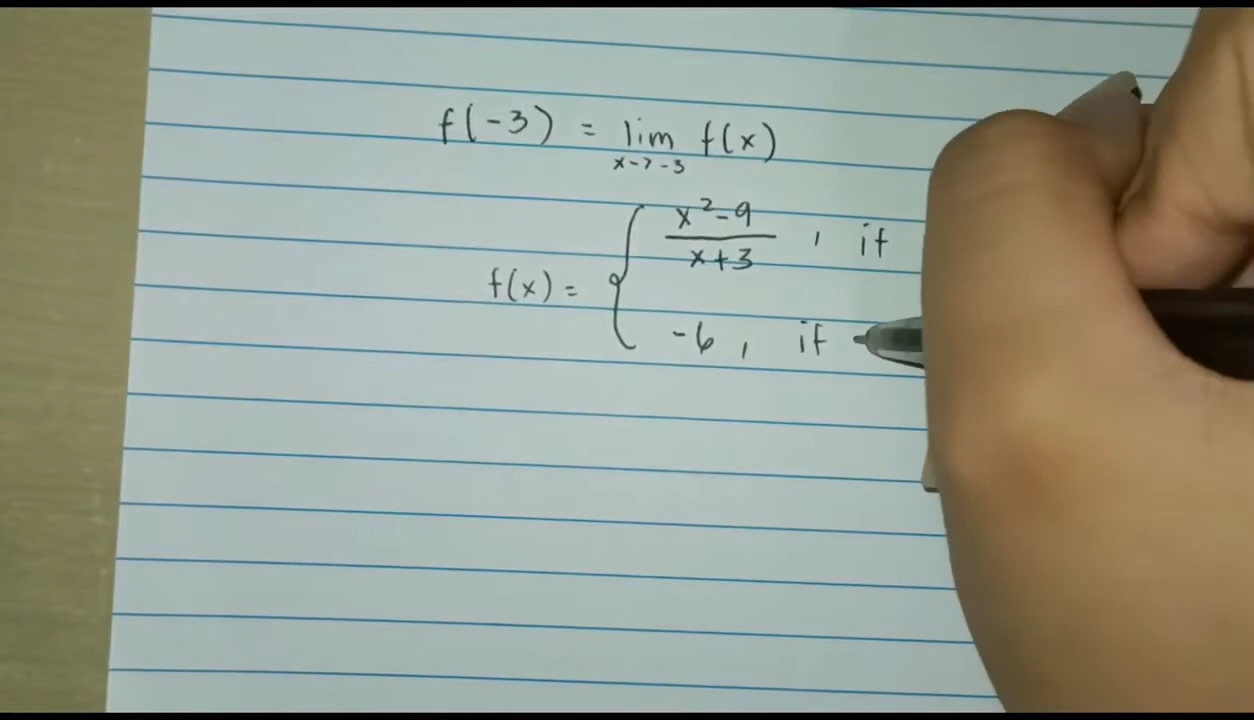 f(-3) = lim f(x)
x->-3
x²-9
x+3 , if
f(x) =
-6 , if